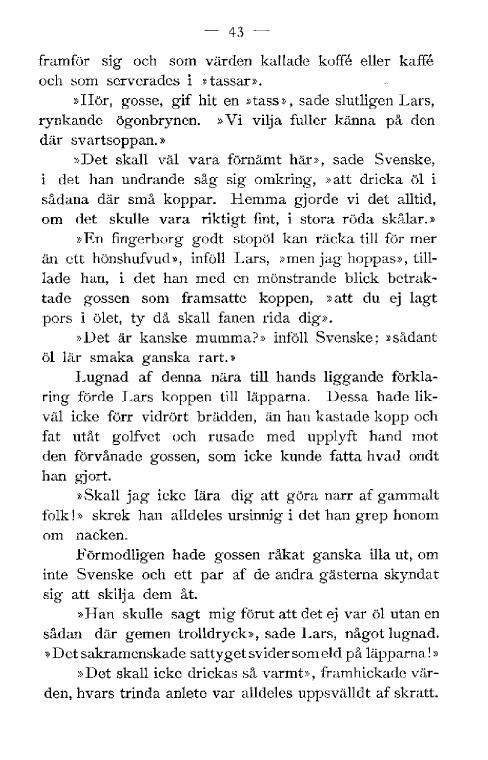 — 43 —
framför sig och som värden kallade koffé eller kaffé
och som serverades i »tassar».
»Hör, gosse, gif hit en »tass», sade slutligen Lars,
rynkande ögonbrynen. »Vi vilja fuller känna på den
där svartsoppan.»
»Det skall väl vara förnämt här», sade Svenske,
i det han undrande såg sig omkring, »att dricka öl i
sådana där små koppar. Hemma gjorde vi det alltid,
om det skulle vara riktigt fint, i stora röda skålar.»
»En fingerborg godt stopöl kan räcka till för mer
än ett hönshufvud», inföll Lars, »men jag hoppas», till-
lade han, i det han med en mönstrande blick betrak-
tade gossen som framsatte koppen, »att du ej lagt
pors i ölet, ty då skall fanen rida dig».
»Det är kanske mumma?» inföll Svenske; »sådant
öl lär smaka ganska rart.»
Lugnad af denna nära till hands liggande förkla-
ring förde Lars koppen till läpparna. Dessa hade lik-
väl icke förr vidrört brädden, än han kastade kopp och
fat utåt golfvet och rusade med upplyft hand mot
den förvånade gossen, som icke kunde fatta hvad ondt
han gjort.
»Skall jag icke lära dig att göra narr af gammalt
folk!» skrek han alldeles ursinnig i det han grep honom
om nacken.
Förmodligen hade gossen råkat ganska illa ut, om
inte Svenske och ett par af de andra gästerna skyndat
sig att skilja dem åt.
»Han skulle sagt mig förut att det ej var öl utan en
sådan där gemen trolldryck», sade Lars, något lugnad.
»Det sakramenskade sattyget svider som eld på läpparna!»
»Det skall icke drickas så varmt», framhickade vär-
den, hvars trinda anlete var alldeles uppsvälldt af skratt.